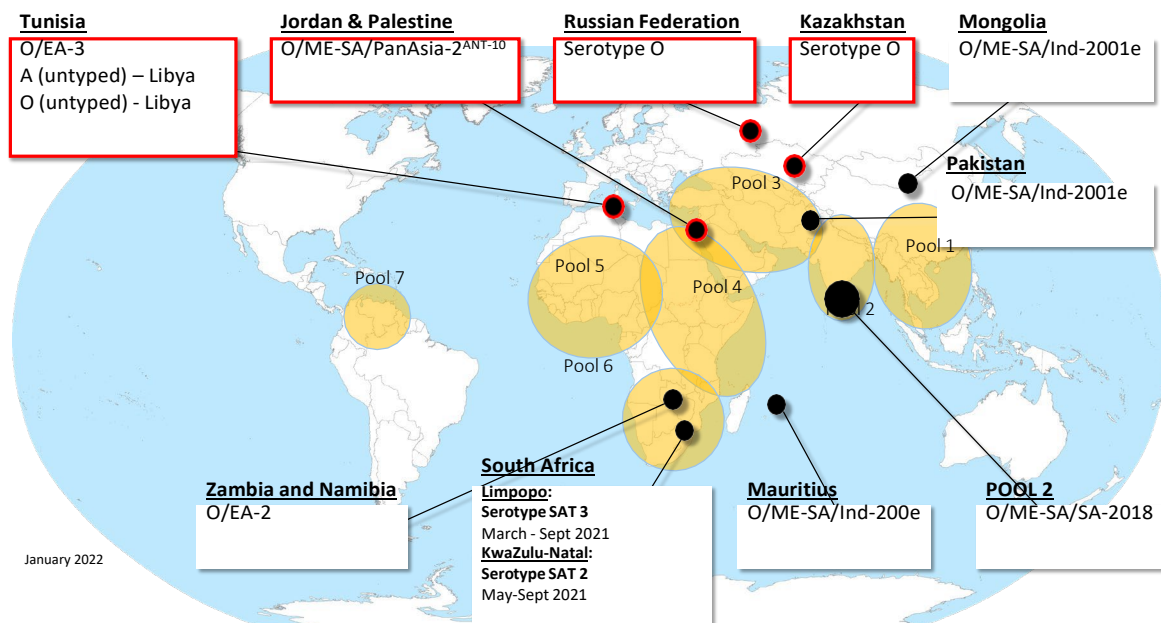 Tunisia
O/EA-3
A (untyped) – Libya
O (untyped) - Libya
Jordan & Palestine
O/ME-SA/PanAsia-2ANT-10
Russian Federation
Serotype O
Kazakhstan
Serotype O
Mongolia
O/ME-SA/Ind-2001e
Pakistan
O/ME-SA/Ind-2001e
Pool 3
Pool 1
Pool 5
Pool 4
Pool 7
2
Pool 6
Zambia and Namibia
O/EA-2
South Africa
Limpopo:
Serotype SAT 3
March - Sept 2021
KwaZulu-Natal:
Serotype SAT 2
May-Sept 2021
Mauritius
O/ME-SA/Ind-200e
POOL 2
O/ME-SA/SA-2018
January 2022